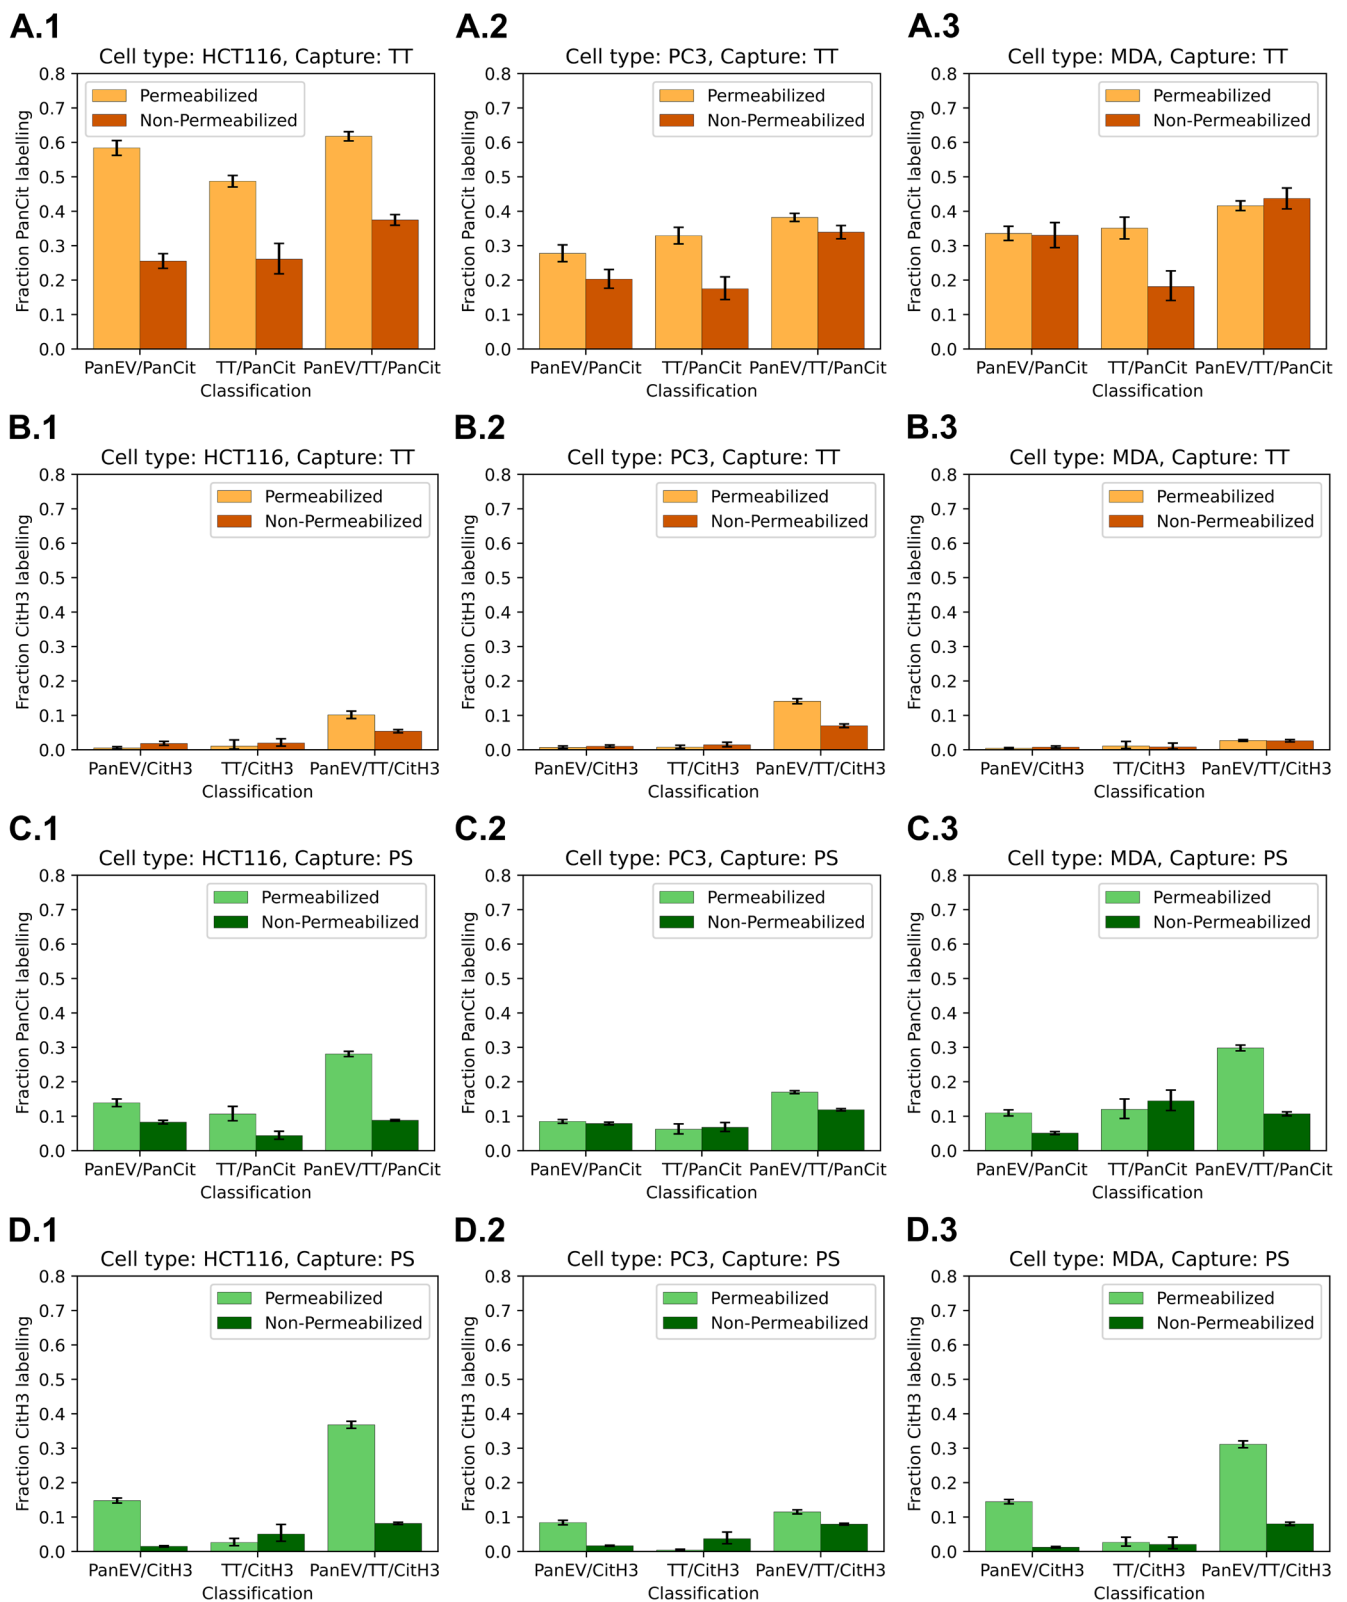 A.1
Cell type: HCT116, Capture: TT
Fraction PanCit labelling
0.8
0.7
0.6
0.5
0.4
0.3
0.2
0.1
0.0
Permeabilized
Non-Permeabilized
PanEV/PanCit TT/PanCit PanEV/TT/PanCit
Classification
A.2
Cell type: PC3, Capture: TT
Fraction PanCit labelling
0.8
0.7
0.6
0.5
0.4
0.3
0.2
0.1
0.0
Permeabilized
Non-Permeabilized
PanEV/PanCit TT/PanCit PanEV/TT/PanCit
Classification
A.3
Cell type: MDA, Capture: TT
Fraction PanCit labelling
0.8
0.7
0.6
0.5
0.4
0.3
0.2
0.1
0.0
Permeabilized
Non-Permeabilized
PanEV/PanCit TT/PanCit PanEV/TT/PanCit
Classification
B.1
Cell type: HCT116, Capture: TT
Fraction CitH3 labelling
0.8
0.7
0.6
0.5
0.4
0.3
0.2
0.1
0.0
Permeabilized
Non-Permeabilized
PanEV/CitH3 TT/CitH3 PanEV/TT/CitH3
Classification
B.2
Cell type: PC3, Capture: TT
Fraction CitH3 labelling
0.8
0.7
0.6
0.5
0.4
0.3
0.2
0.1
0.0
Permeabilized
Non-Permeabilized
PanEV/CitH3 TT/CitH3 PanEV/TT/CitH3
Classification
B.3
Cell type: MDA, Capture: TT
Fraction CitH3 labelling
0.8
0.7
0.6
0.5
0.4
0.3
0.2
0.1
0.0
Permeabilized
Non-Permeabilized
PanEV/CitH3 TT/CitH3 PanEV/TT/CitH3
Classification
C.1
Cell type: HCT116, Capture: PS
Fraction PanCit labelling
0.8
0.7
0.6
0.5
0.4
0.3
0.2
0.1
0.0
Permeabilized
Non-Permeabilized
PanEV/PanCit TT/PanCit PanEV/TT/PanCit
Classification
C.2
Cell type: PC3, Capture: PS
Fraction PanCit labelling
0.8
0.7
0.6
0.5
0.4
0.3
0.2
0.1
0.0
Permeabilized
Non-Permeabilized
PanEV/PanCit TT/PanCit PanEV/TT/PanCit
Classification
C.3
Cell type: MDA, Capture: PS
Fraction PanCit labelling
0.8
0.7
0.6
0.5
0.4
0.3
0.2
0.1
0.0
Permeabilized
Non-Permeabilized
PanEV/PanCit TT/PanCit PanEV/TT/PanCit
Classification
D.1
Cell type: HCT116, Capture: PS
Fraction CitH3 labelling
0.8
0.7
0.6
0.5
0.4
0.3
0.2
0.1
0.0
Permeabilized
Non-Permeabilized
PanEV/CitH3 TT/CitH3 PanEV/TT/CitH3
Classification
D.2
Cell type: PC3, Capture: PS
Fraction CitH3 labelling
0.8
0.7
0.6
0.5
0.4
0.3
0.2
0.1
0.0
Permeabilized
Non-Permeabilized
PanEV/CitH3 TT/CitH3 PanEV/TT/CitH3
Classification
D.3
Cell type: MDA, Capture: PS
Fraction CitH3 labelling
0.8
0.7
0.6
0.5
0.4
0.3
0.2
0.1
0.0
Permeabilized
Non-Permeabilized
PanEV/CitH3 TT/CitH3 PanEV/TT/CitH3
Classification